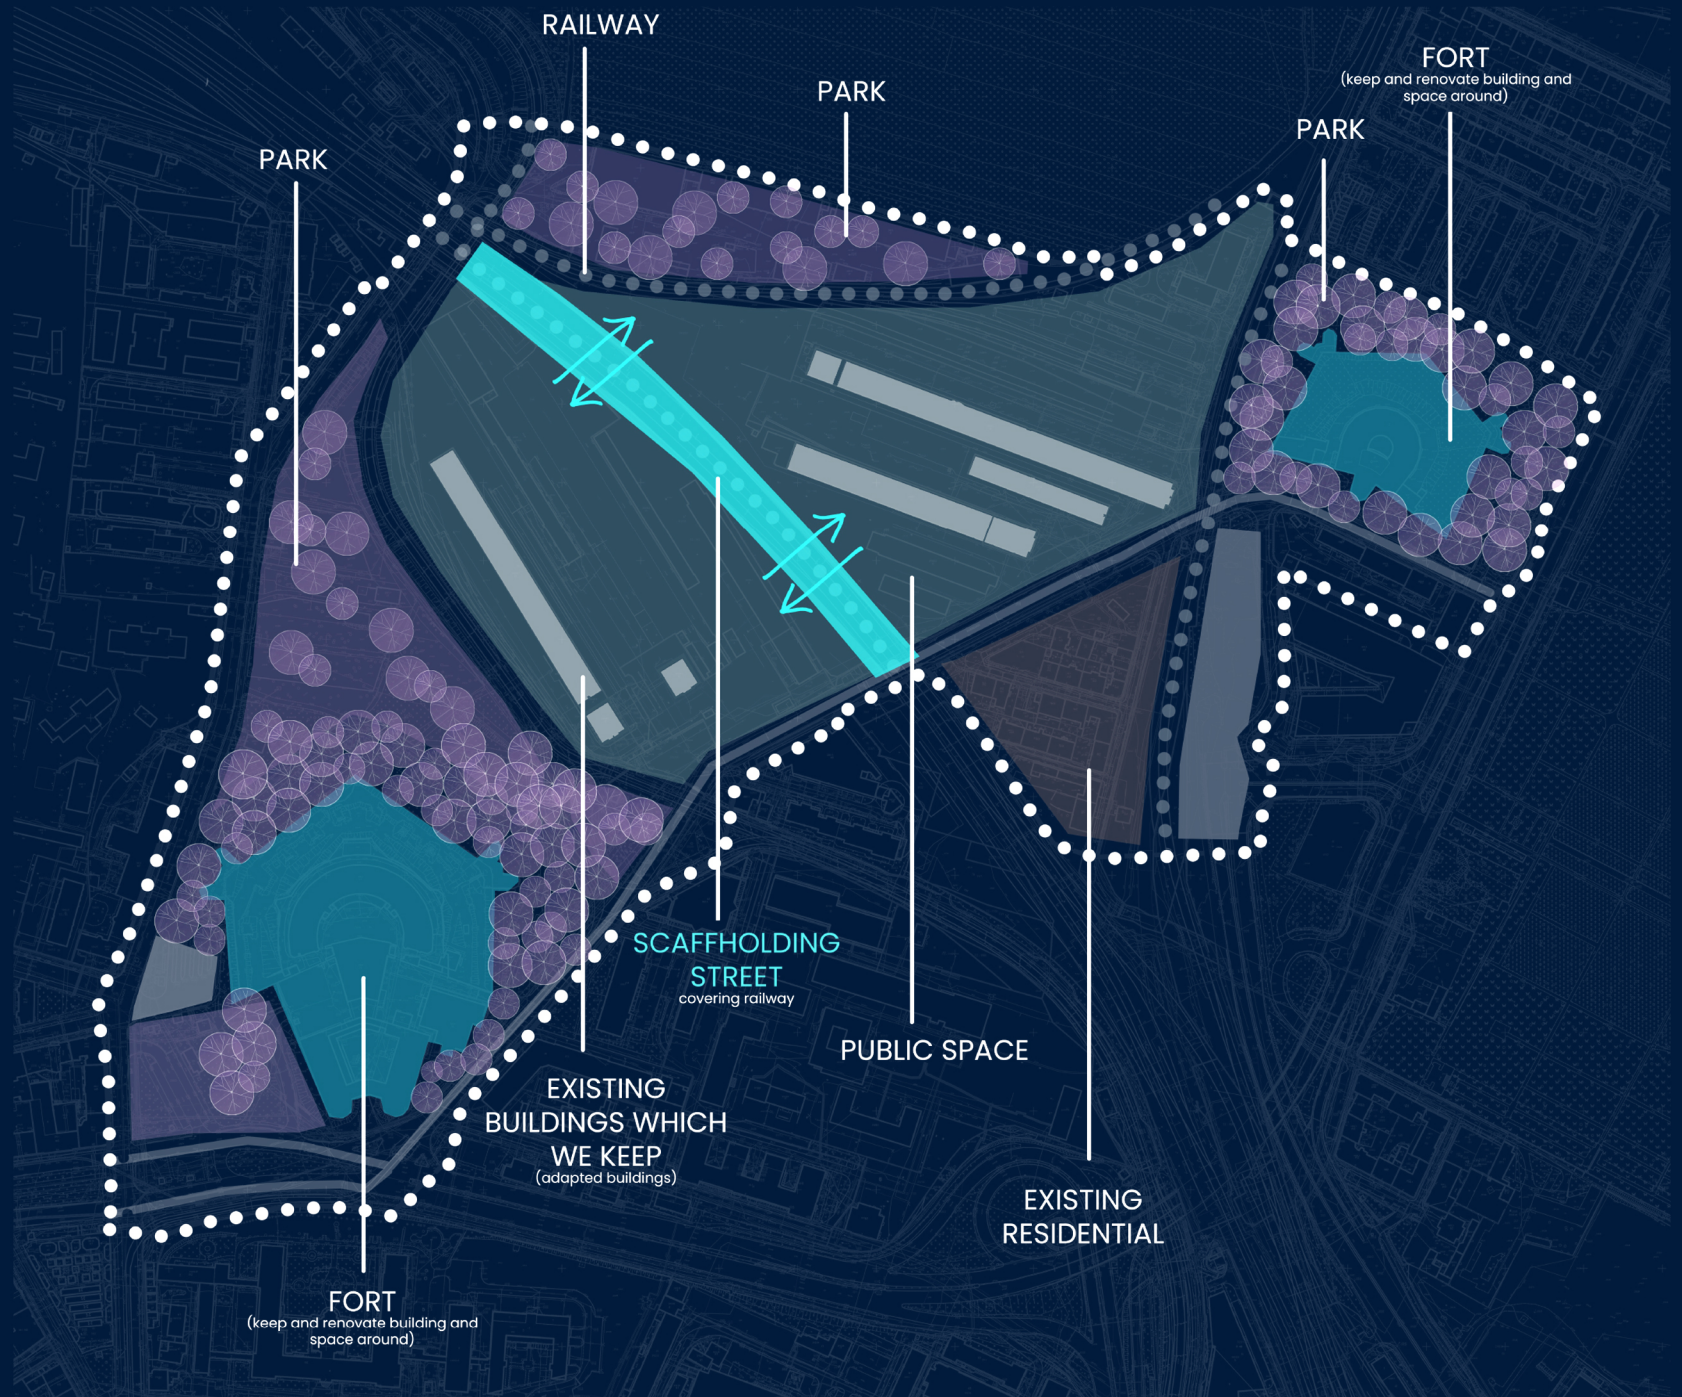 RAILWAY
PARK
FORT
(keep and renovate building and
space around)
PARK
PARK
SCAFFHOLDING
STREET
covering railway
PUBLIC SPACE
EXISTING
BUILDINGS WHICH
WE KEEP
(adapted buildings)
EXISTING
RESIDENTIAL
FORT
(keep and renovate building and
space around)